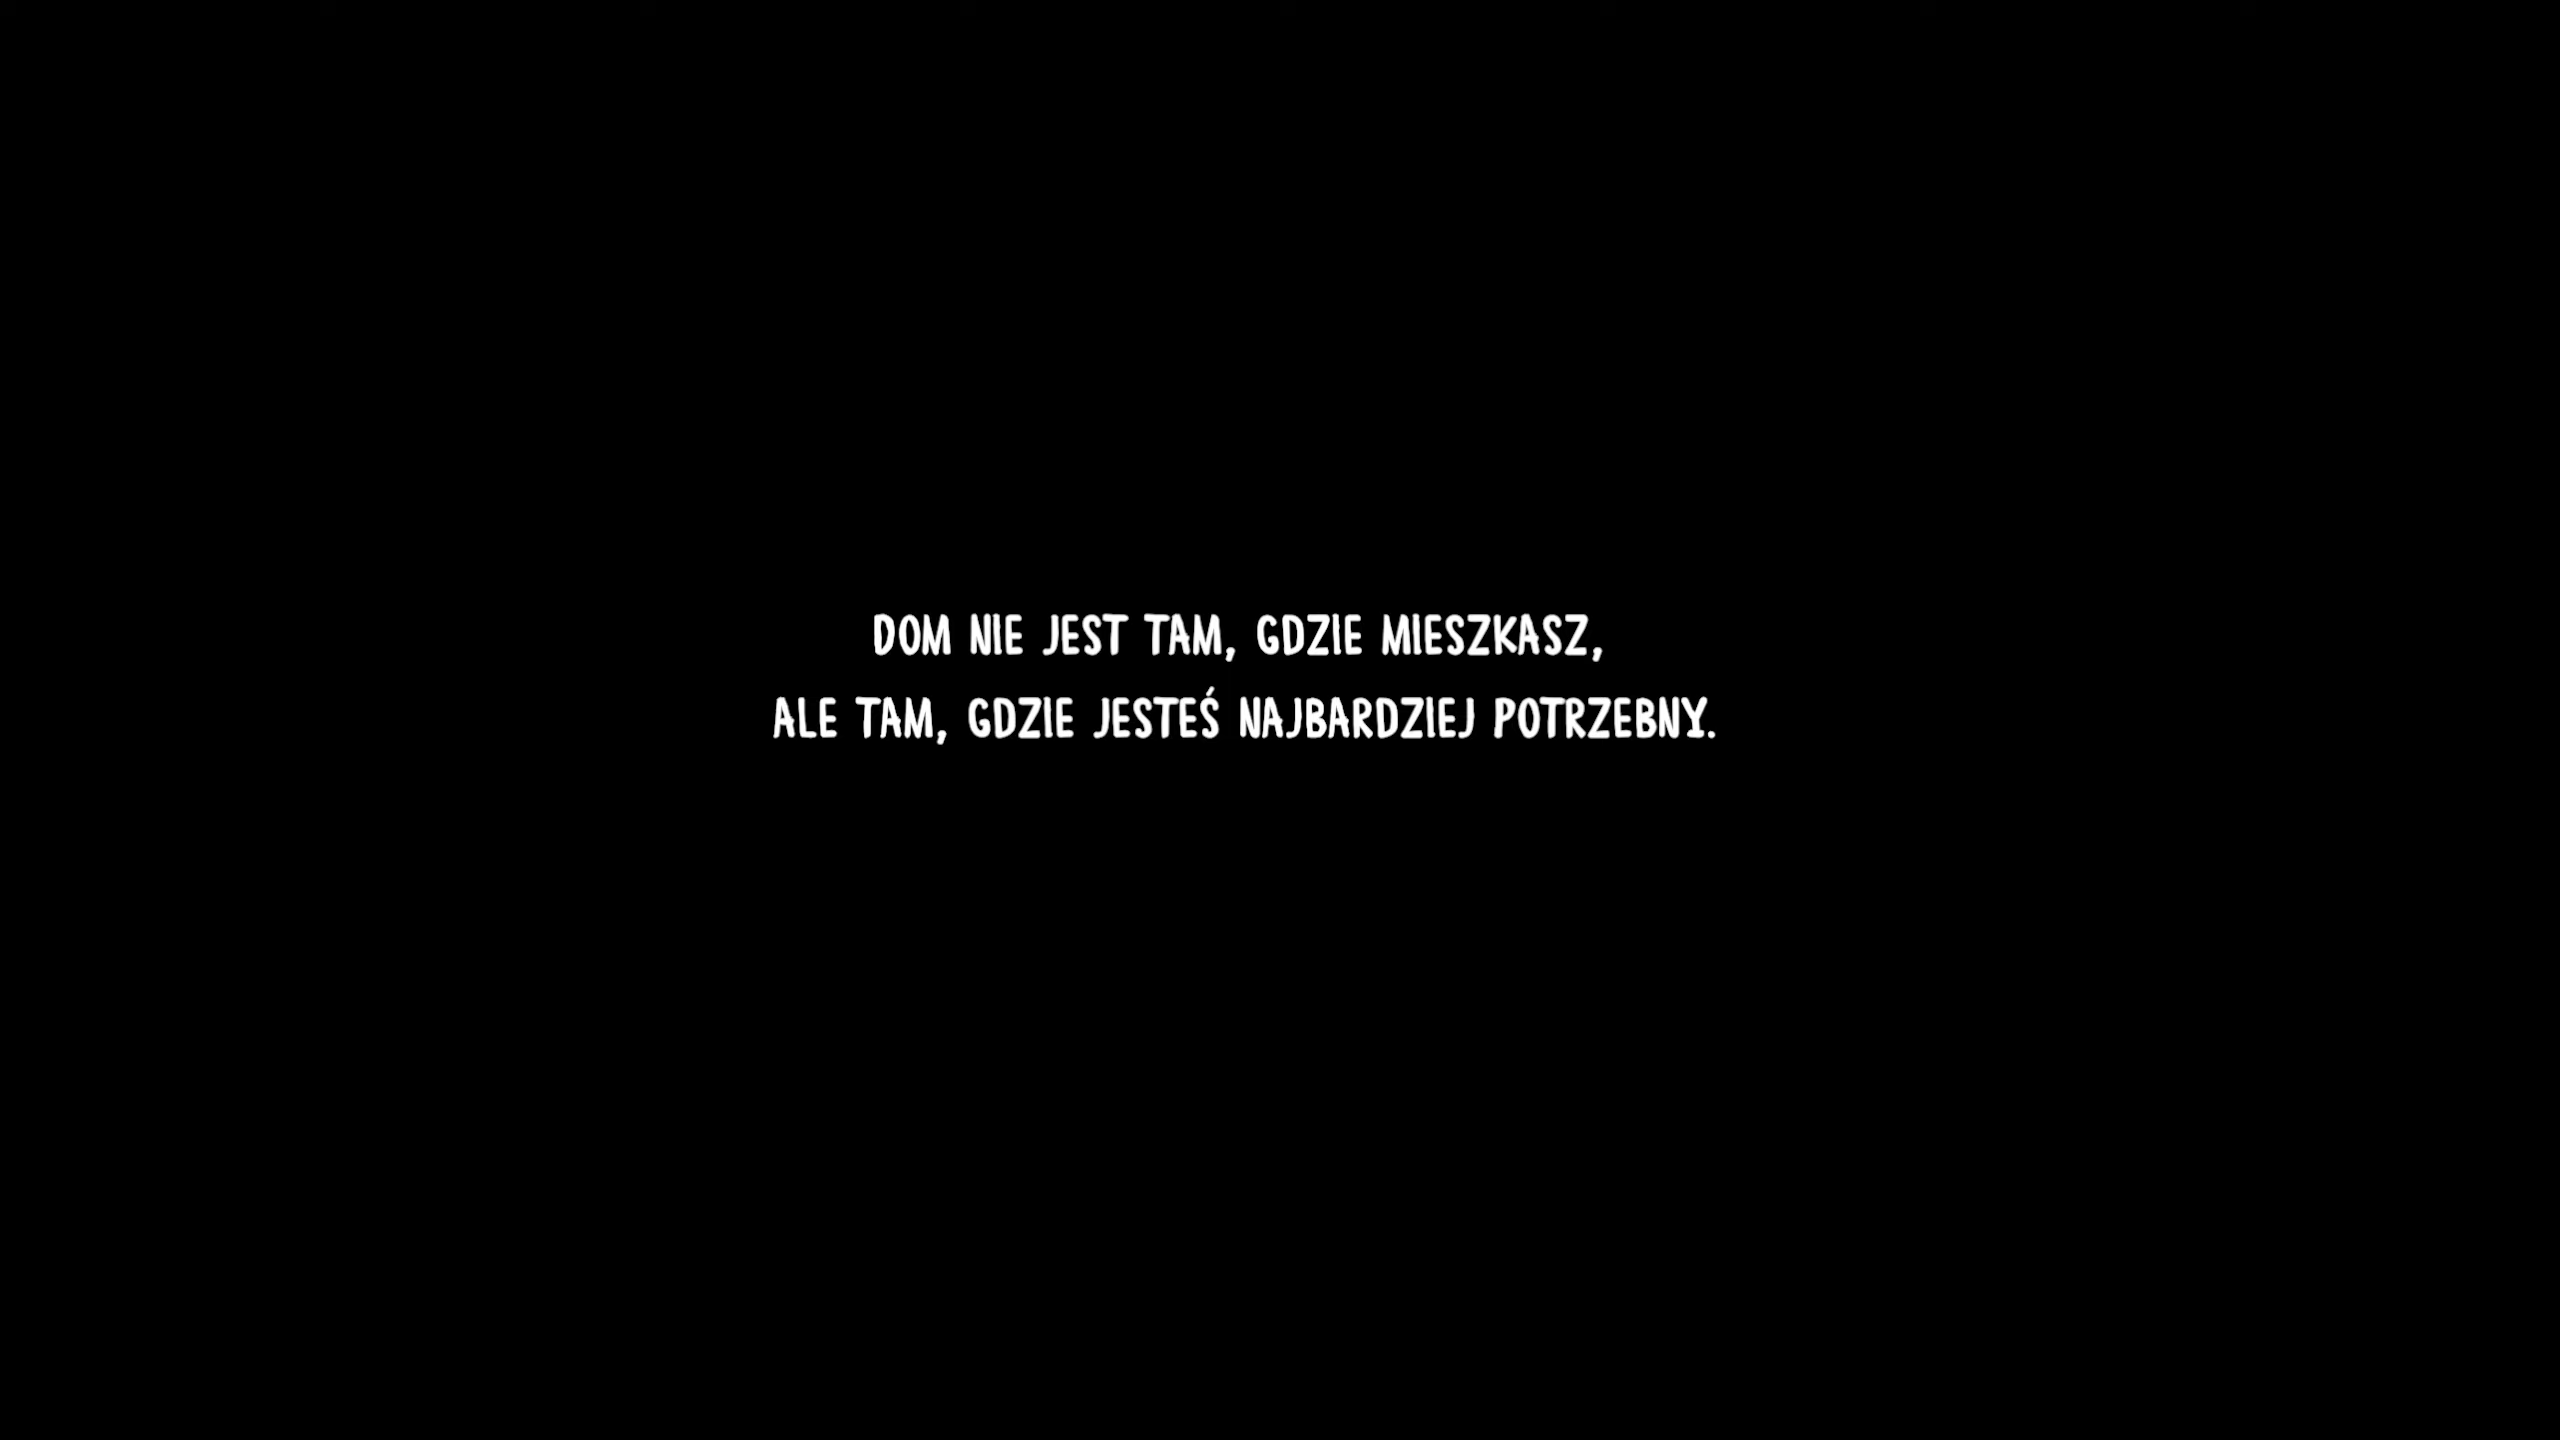 DOM NIE JEST TAM, GDZIE MIESZKASZ,
ALE TAM, GDZIE JESTEŚ NAJBARDZIEJ POTRZEBNY.